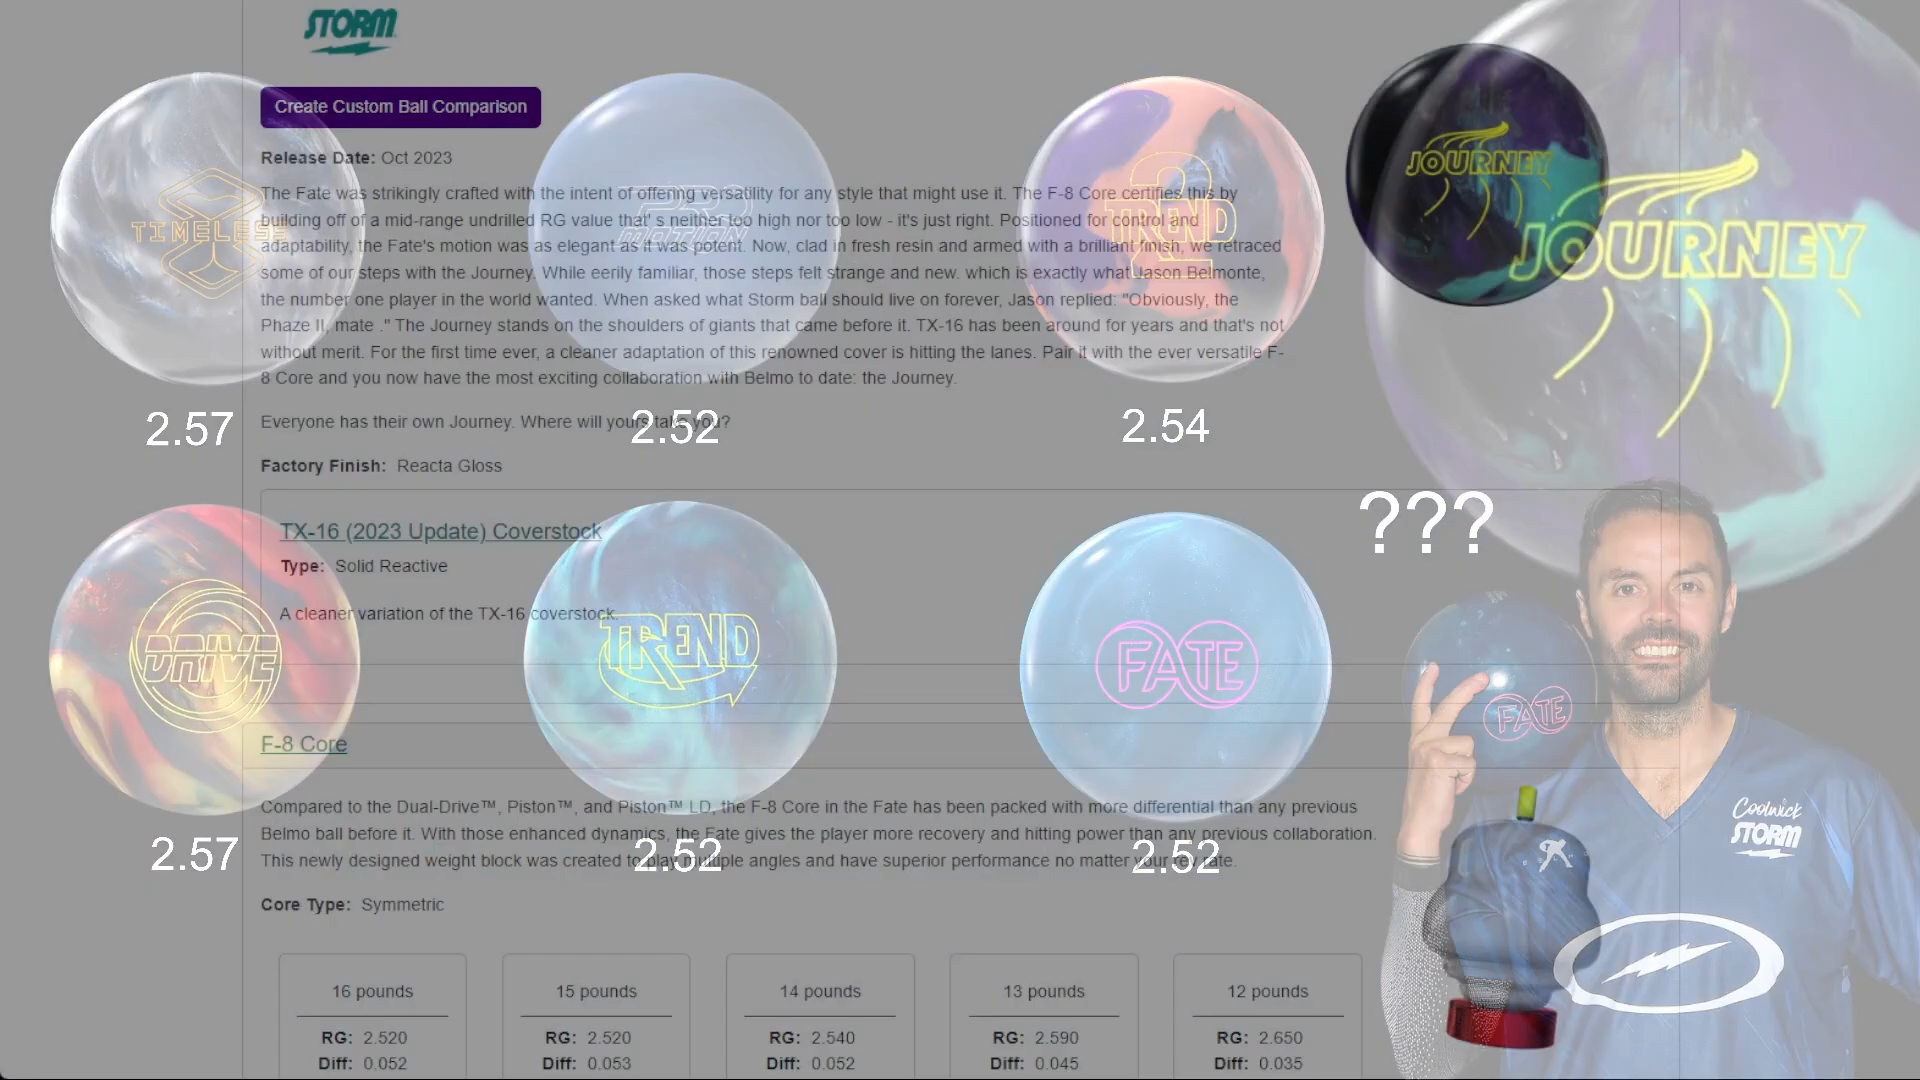 STORM
Create Custom Ball Comparison
Release Date: Oct 2023
The Fate was strikingly crafted with the intent of offering versatility for any style that might use it. The F-8 Core certifies this by
building off of a mid-range undrilled RG value that' s neither too high nor too low - it's just right. Positioned for control and
adaptability, the Fate's motion was as elegant as it was potent. Now, clad in fresh resin and armed with a brilliant finish, we retraced
some of our steps with the Journey. While eerily familiar, those steps felt strange and new. which is exactly what Jason Belmonte,
the number one player in the world wanted. When asked what Storm ball should live on forever, Jason replied: "Obviously, the
Phaze II, mate ." The Journey stands on the shoulders of giants that came before it. TX-16 has been around for years and that's not
without merit. For the first time ever, a cleaner adaptation of this renowned cover is hitting the lanes. Pair it with the ever versatile F-
8 Core and you now have the most exciting collaboration with Belmo to date: the Journey.
TIMELESS
MOTION
TREND
2
JOURNEY
JOURNEY
2.57
2.52
2.54
Everyone has their own Journey. Where will yours take you?
Factory Finish: Reacta Gloss
???
TX-16 (2023 Update) Coverstock
Type: Solid Reactive
A cleaner variation of the TX-16 coverstock.
DRIVE
TREND
FATE
FATE
F-8 Core
Compared to the Dual-Drive™, Piston™, and Piston™ LD, the F-8 Core in the Fate has been packed with more differential than any previous
Belmo ball before it. With those enhanced dynamics, the Fate gives the player more recovery and hitting power than any previous collaboration.
This newly designed weight block was created to play multiple angles and have superior performance no matter your rev rate.
2.57
2.52
2.52
Coolwick
STORM
Core Type: Symmetric
16 pounds
RG: 2.520
Diff: 0.052
15 pounds
RG: 2.520
Diff: 0.053
14 pounds
RG: 2.540
Diff: 0.052
13 pounds
RG: 2.590
Diff: 0.045
12 pounds
RG: 2.650
Diff: 0.035